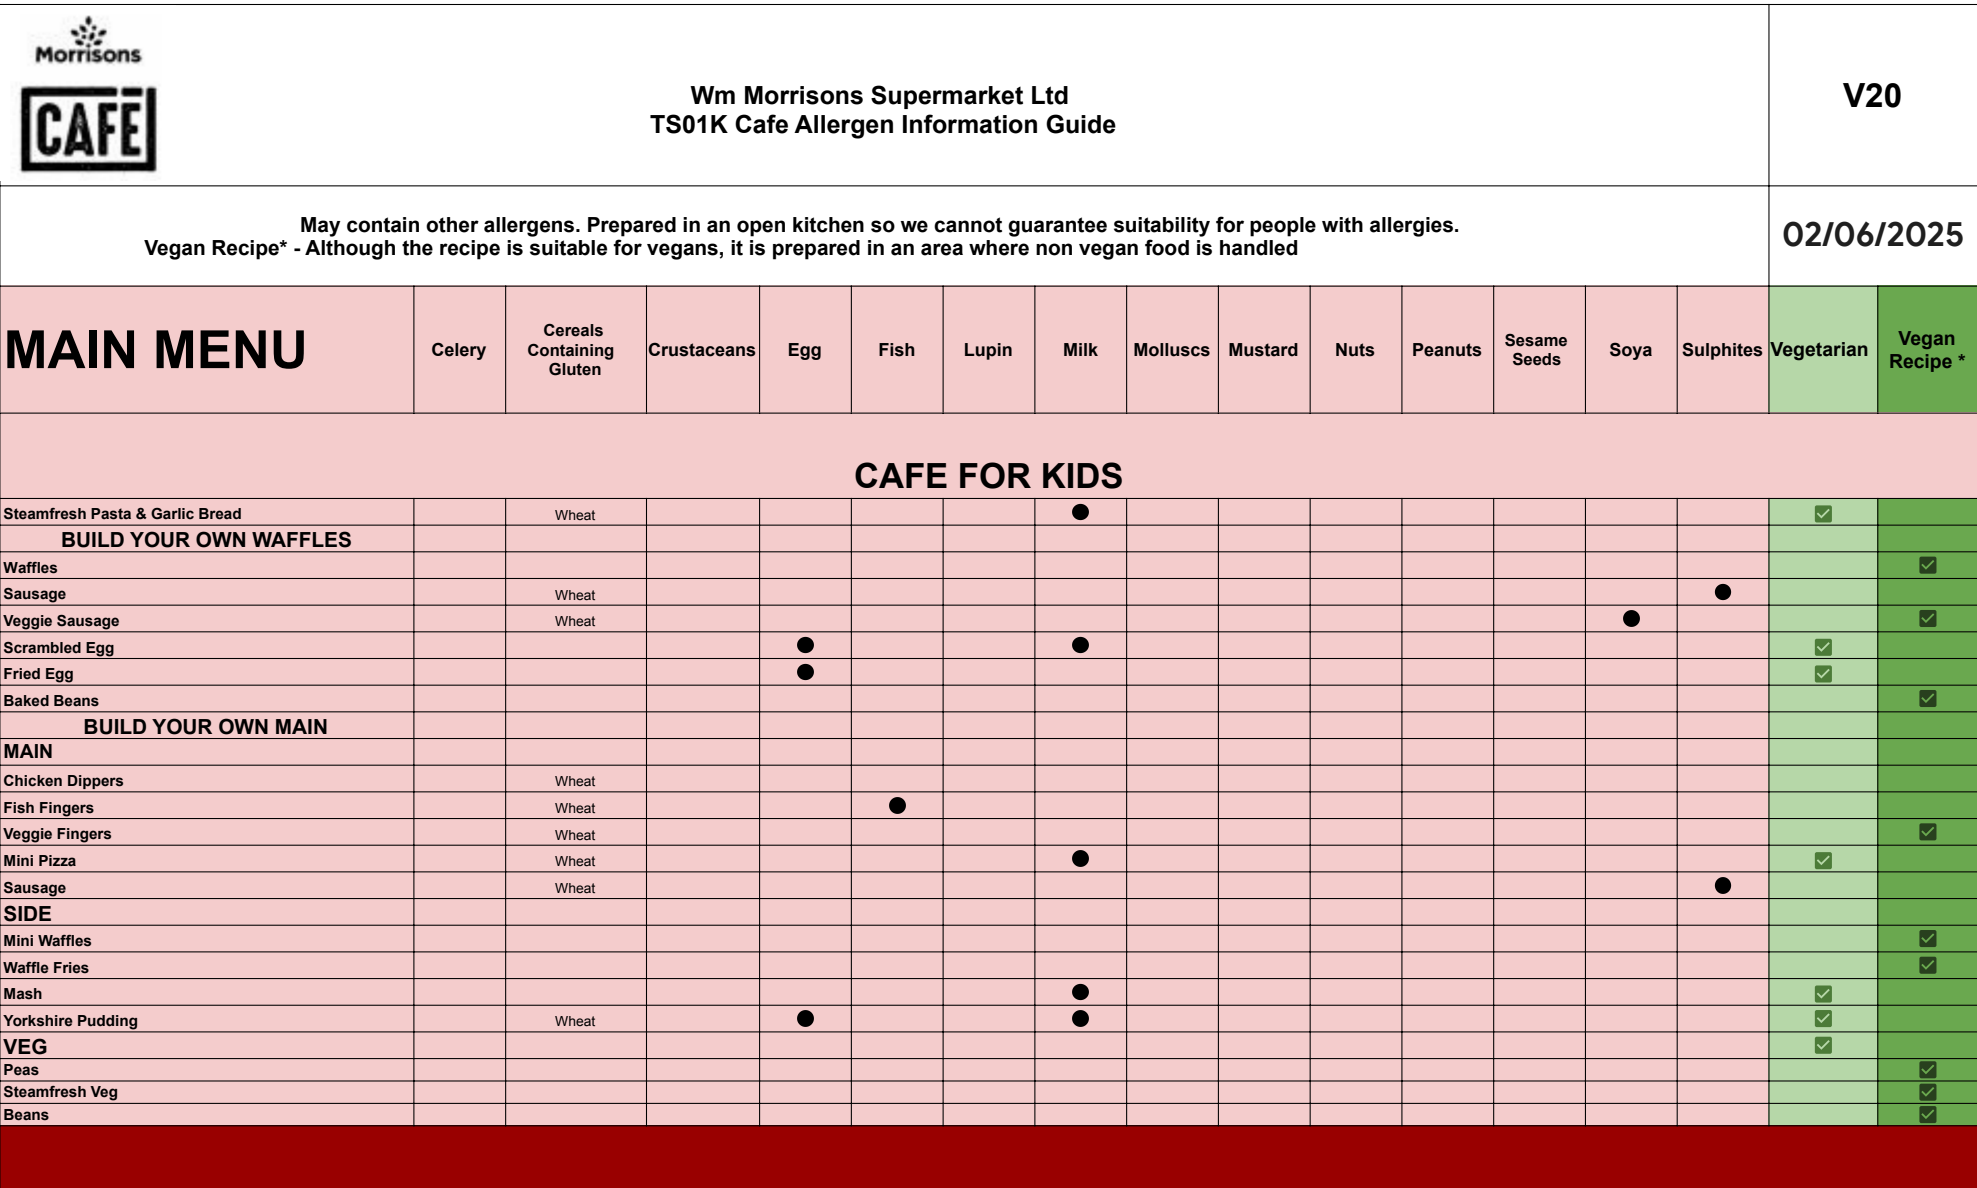 Morrisons
CAFÉ
Wm Morrisons Supermarket Ltd
TS01K Cafe Allergen Information Guide
V20
May contain other allergens. Prepared in an open kitchen so we cannot guarantee suitability for people with allergies.
Vegan Recipe* - Although the recipe is suitable for vegans, it is prepared in an area where non vegan food is handled
02/06/2025
MAIN MENU
Celery
Cereals
Containing
Gluten
Crustaceans
Egg
Fish
Lupin
Milk
Molluscs
Mustard
Nuts
Peanuts
Sesame
Seeds
Soya
Sulphites
Vegetarian
Vegan
Recipe *
CAFE FOR KIDS
Steamfresh Pasta & Garlic Bread Wheat
BUILD YOUR OWN WAFFLES
Waffles
Sausage Wheat
Veggie Sausage Wheat
Scrambled Egg
Fried Egg
Baked Beans
BUILD YOUR OWN MAIN
MAIN
Chicken Dippers Wheat
Fish Fingers Wheat
Veggie Fingers Wheat
Mini Pizza Wheat
Sausage Wheat
SIDE
Mini Waffles
Waffle Fries
Mash
Yorkshire Pudding Wheat
VEG
Peas
Steamfresh Veg
Beans